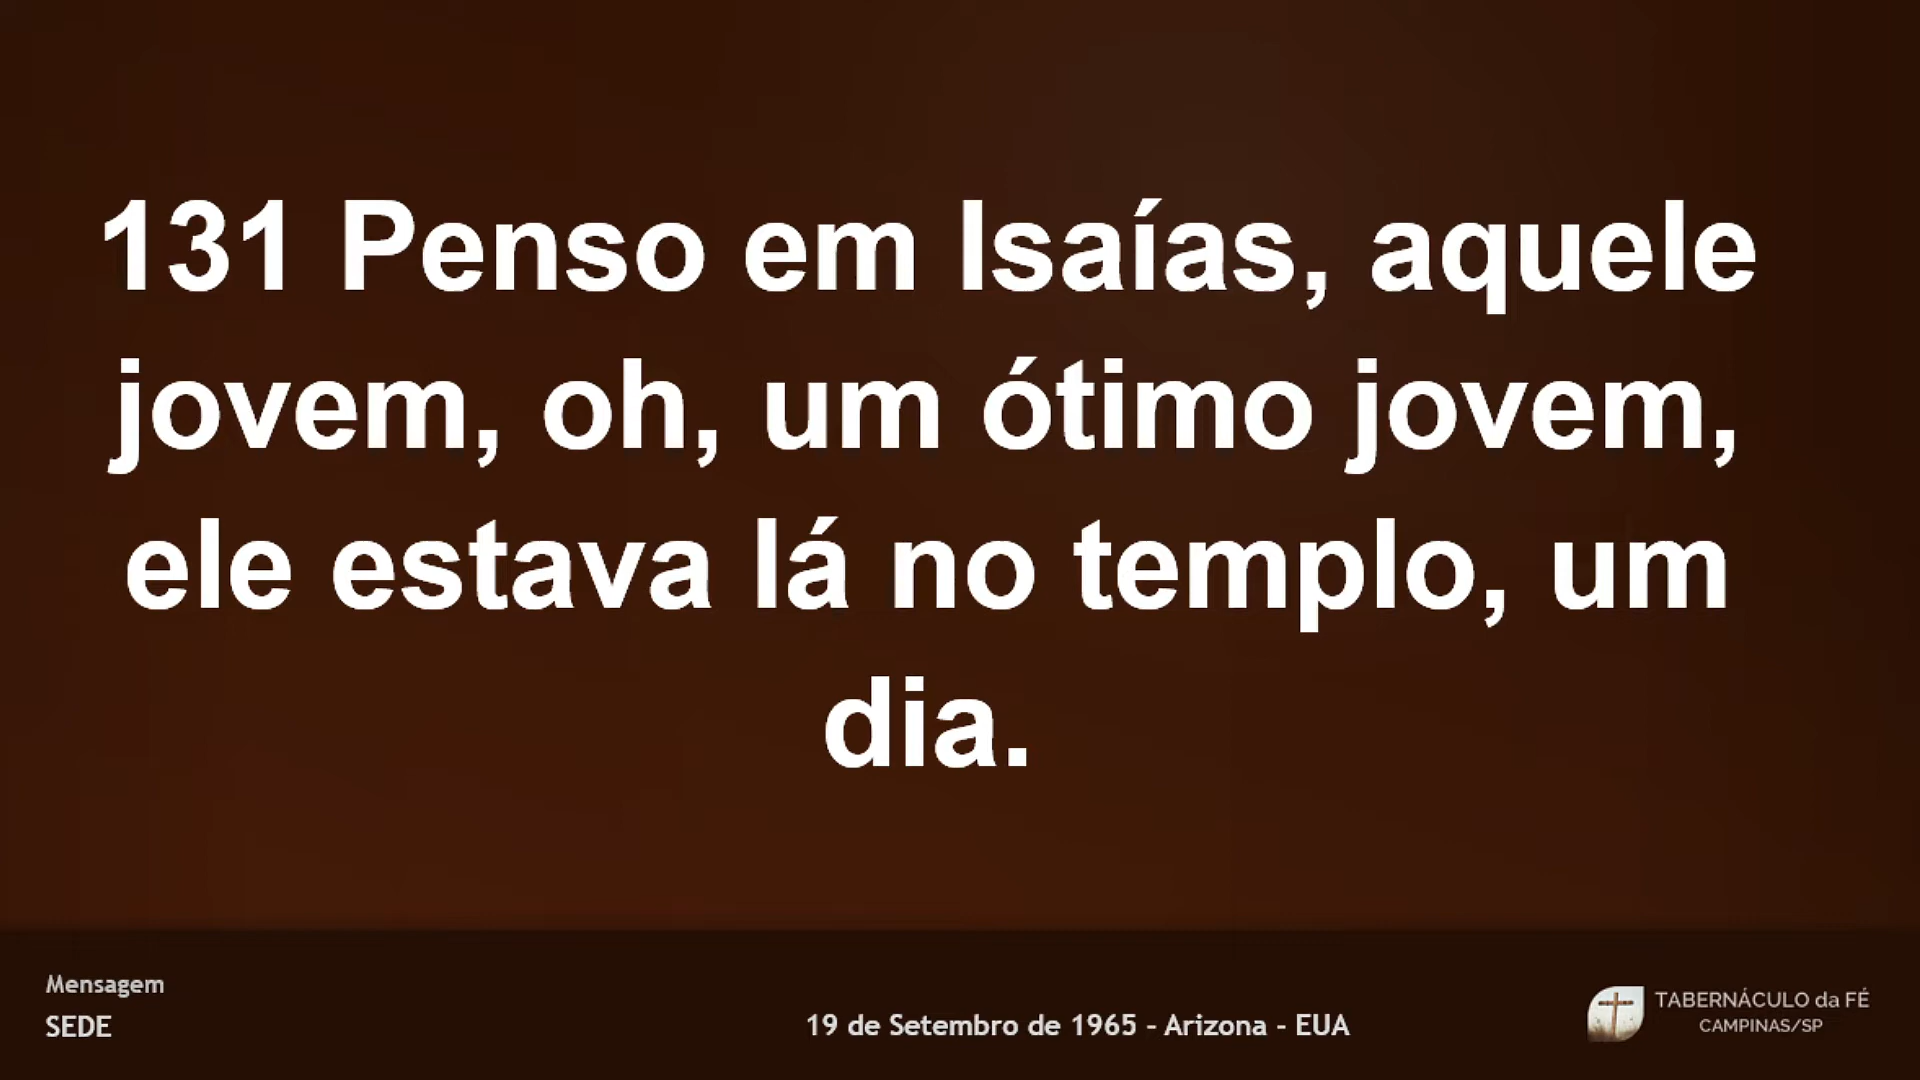 131 Penso em Isaías, aquele
jovem, oh, um ótimo jovem,
ele estava lá no templo, um
dia.
Mensagem
SEDE
19 de Setembro de 1965 - Arizona - EUA
TABERNÁCULO da FÉ
CAMPINAS/SP